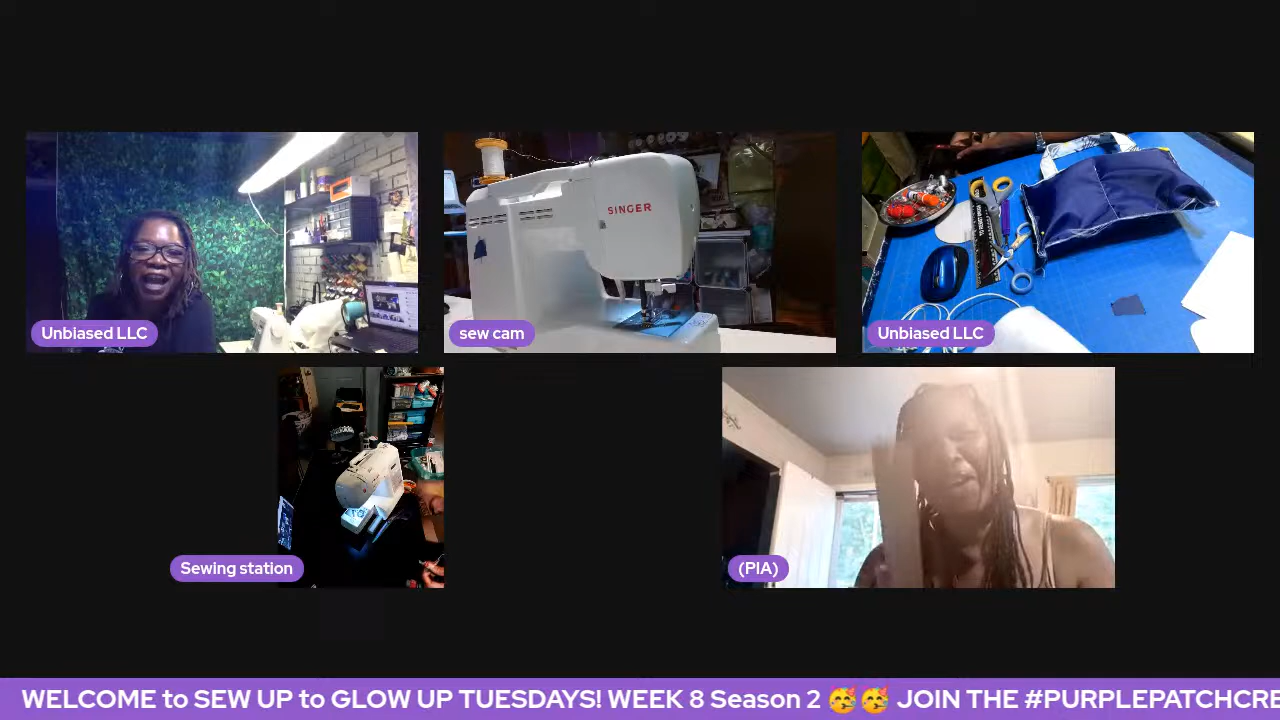 SINGER
Unbiased LLC
sew cam
Unbiased LLC
Sewing station
(PIA)
WELCOME to SEW UP to GLOW UP TUESDAYS! WEEK 8 Season 2 🥳🥳 JOIN THE #PURPLEPATCHCRE